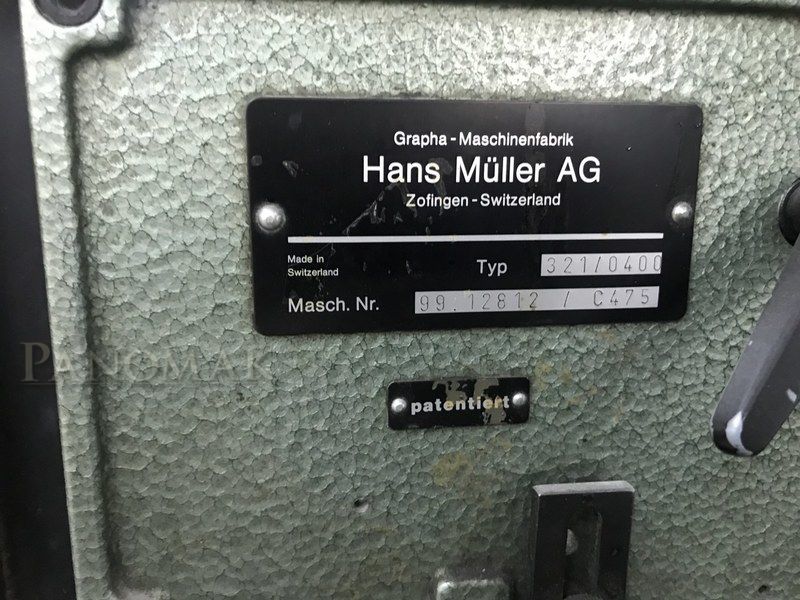 Grapha - Maschinenfabrik
Hans Müller AG
Zofingen - Switzerland
Made in
Switzerland
Typ 321/0400
Masch. Nr. 99.12812 / C475
PANOMAK
patentiert